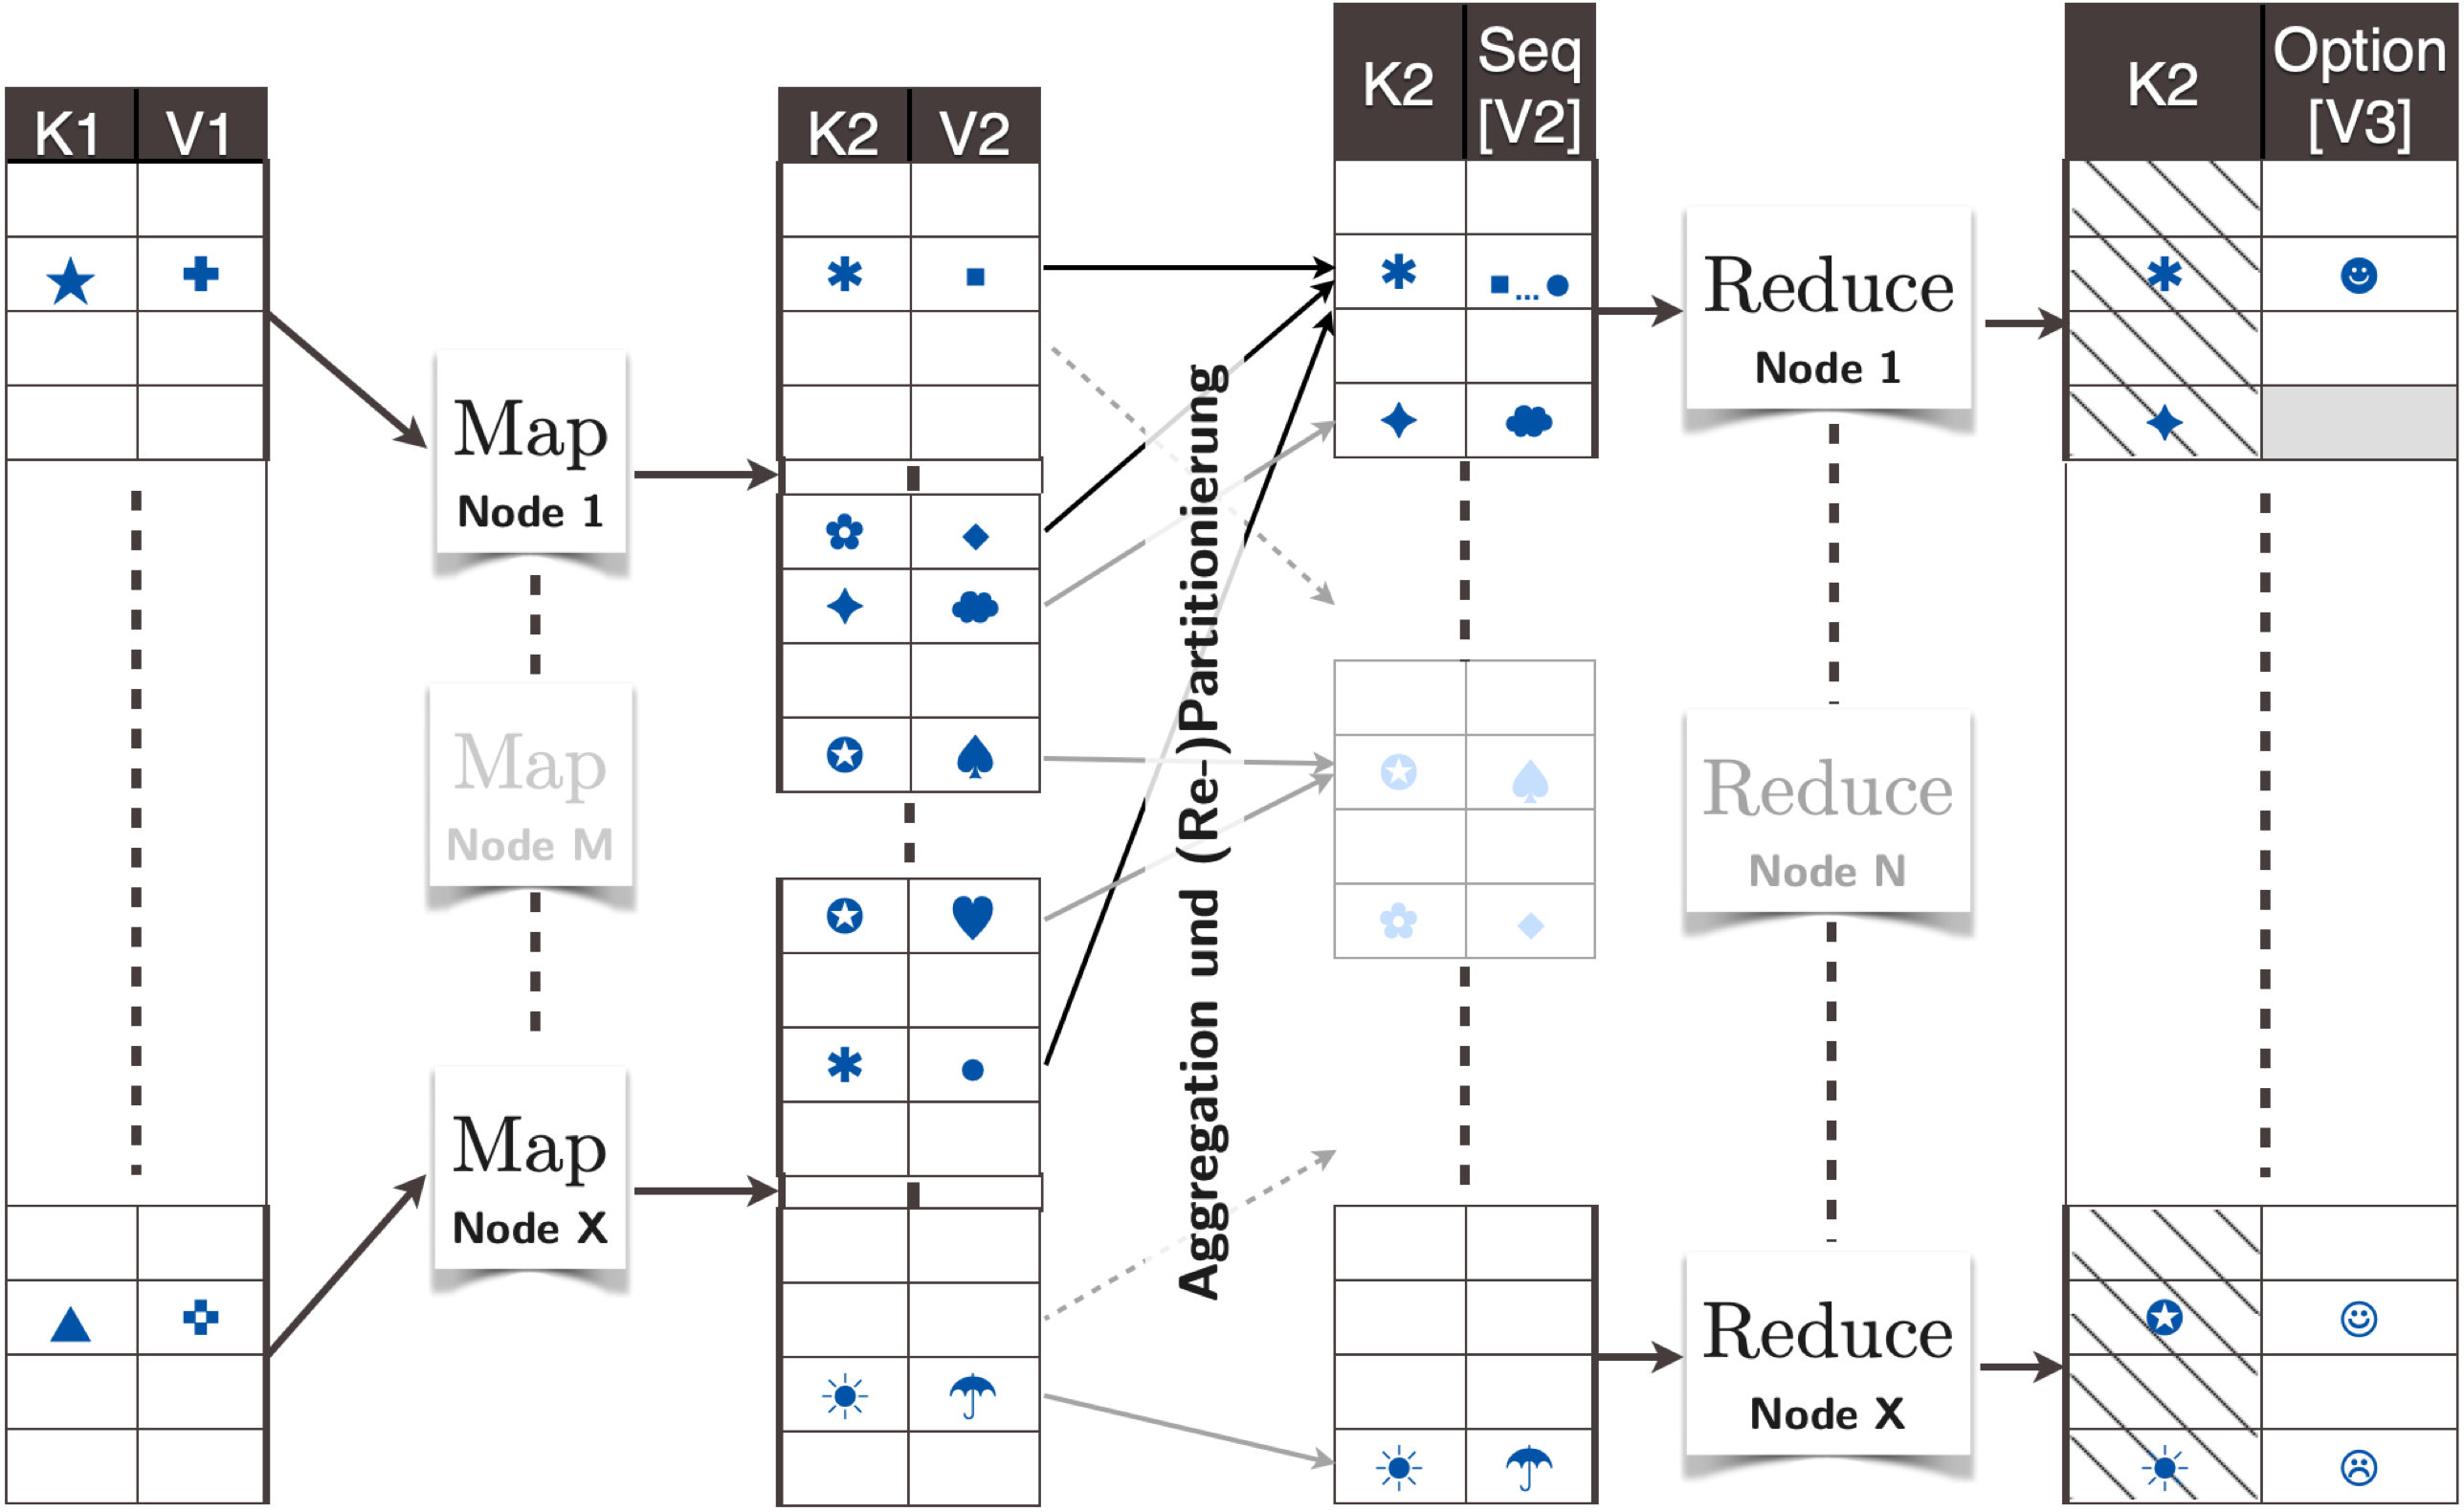 K1 V1
K2 V2
K2 Seq
[V2]
K2 Option
[V3]
Map
Node 1
Map
Node M
Map
Node X
Aggregation und (Re-)Partitionierung
Reduce
Node 1
Reduce
Node N
Reduce
Node X